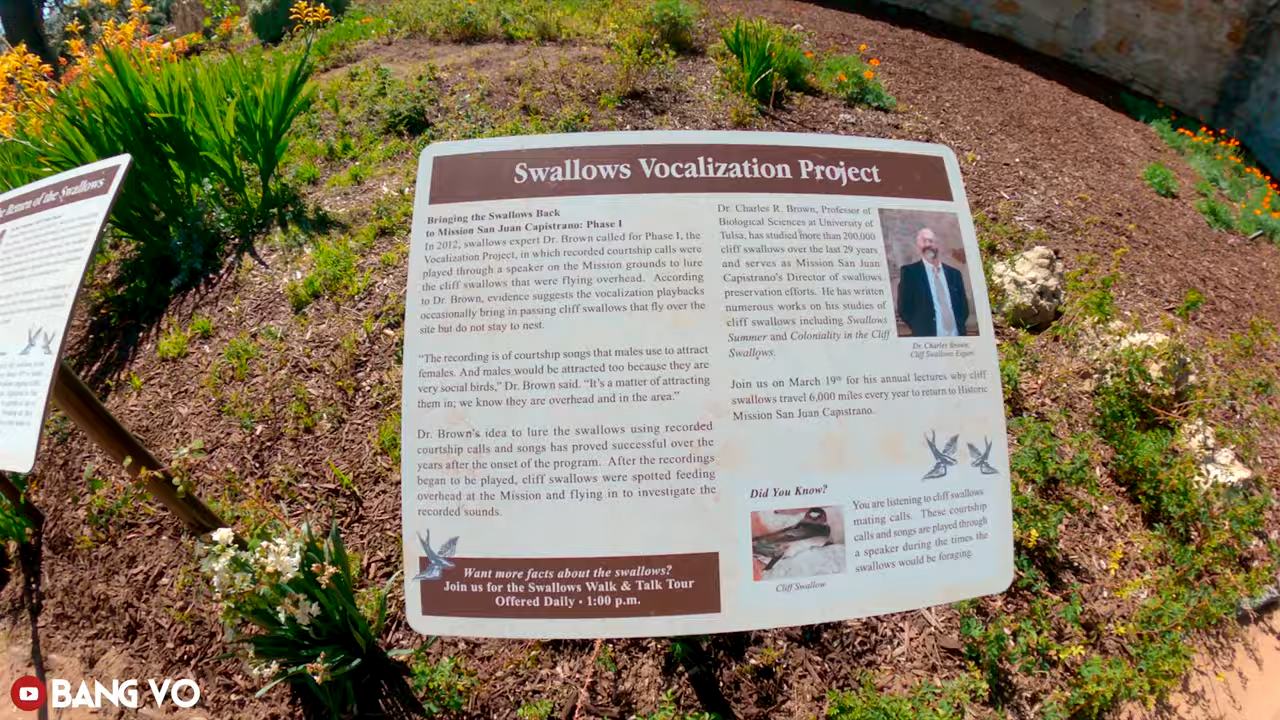 the Return of the Swallows
Swallows Vocalization Project
Bringing the Swallows Back
to Mission San Juan Capistrano: Phase I
In 2012, swallows expert Dr. Brown called for Phase I, the
Vocalization Project, in which recorded courtship calls were
played through a speaker on the Mission grounds to lure
the cliff swallows that were flying overhead. According
to Dr. Brown, evidence suggests the vocalization playbacks
occasionally bring in passing cliff swallows that fly over the
site but do not stay to nest.
“The recording is of courtship songs that males use to attract
females. And males would be attracted too because they are
very social birds,” Dr. Brown said. “It’s a matter of attracting
them in; we know they are overhead and in the area.”
Dr. Brown’s idea to lure the swallows using recorded
courtship calls and songs has proved successful over the
years after the onset of the program. After the recordings
began to be played, cliff swallows were spotted feeding
overhead at the Mission and flying in to investigate the
recorded sounds.
Want more facts about the swallows?
Join us for the Swallows Walk & Talk Tour
Offered Daily • 1:00 p.m.
Dr. Charles R. Brown, Professor of
Biological Sciences at University of
Tulsa, has studied more than 200,000
cliff swallows over the last 29 years
and serves as Mission San Juan
Capistrano’s Director of swallows
preservation efforts. He has written
numerous works on his studies of
cliff swallows including Swallows
Summer and Coloniality in the Cliff
Swallows.
Dr. Charles Brown,
Cliff Swallows Expert
Join us on March 19th for his annual lectures why cliff
swallows travel 6,000 miles every year to return to Historic
Mission San Juan Capistrano.
Did You Know?
You are listening to cliff swallows
mating calls. These courtship
calls and songs are played through
a speaker during the times the
swallows would be foraging.
Cliff Swallow
BANG VO